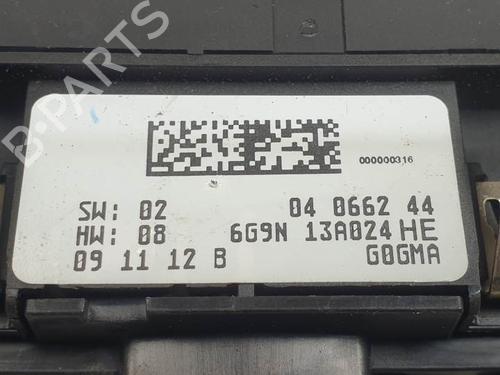 B-PARTS
000000316
SW: 02 04 0662 44
HW: 08 6G9N 13A024 HE
09 11 12 B G0GMA